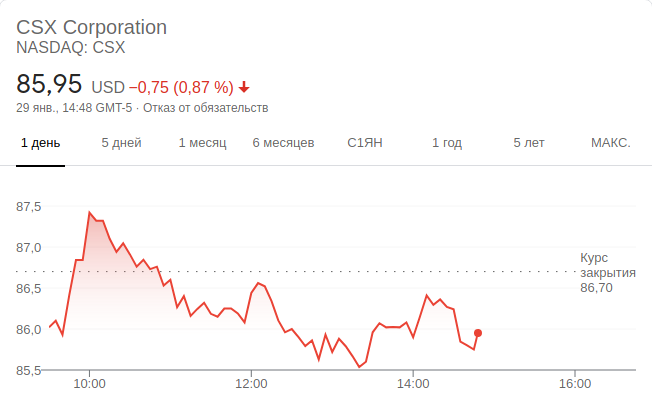 CSX Corporation
NASDAQ: CSX
85,95 USD −0,75 (0,87 %)
29 янв., 14:48 GMT-5 · Отказ от обязательств
1 день 5 дней 1 месяц 6 месяцев С1ЯН 1 год 5 лет МАКС.
87,5
87,0
Курс
закрытия
86,70
86,5
86,0
85,5
10:00 12:00 14:00 16:00